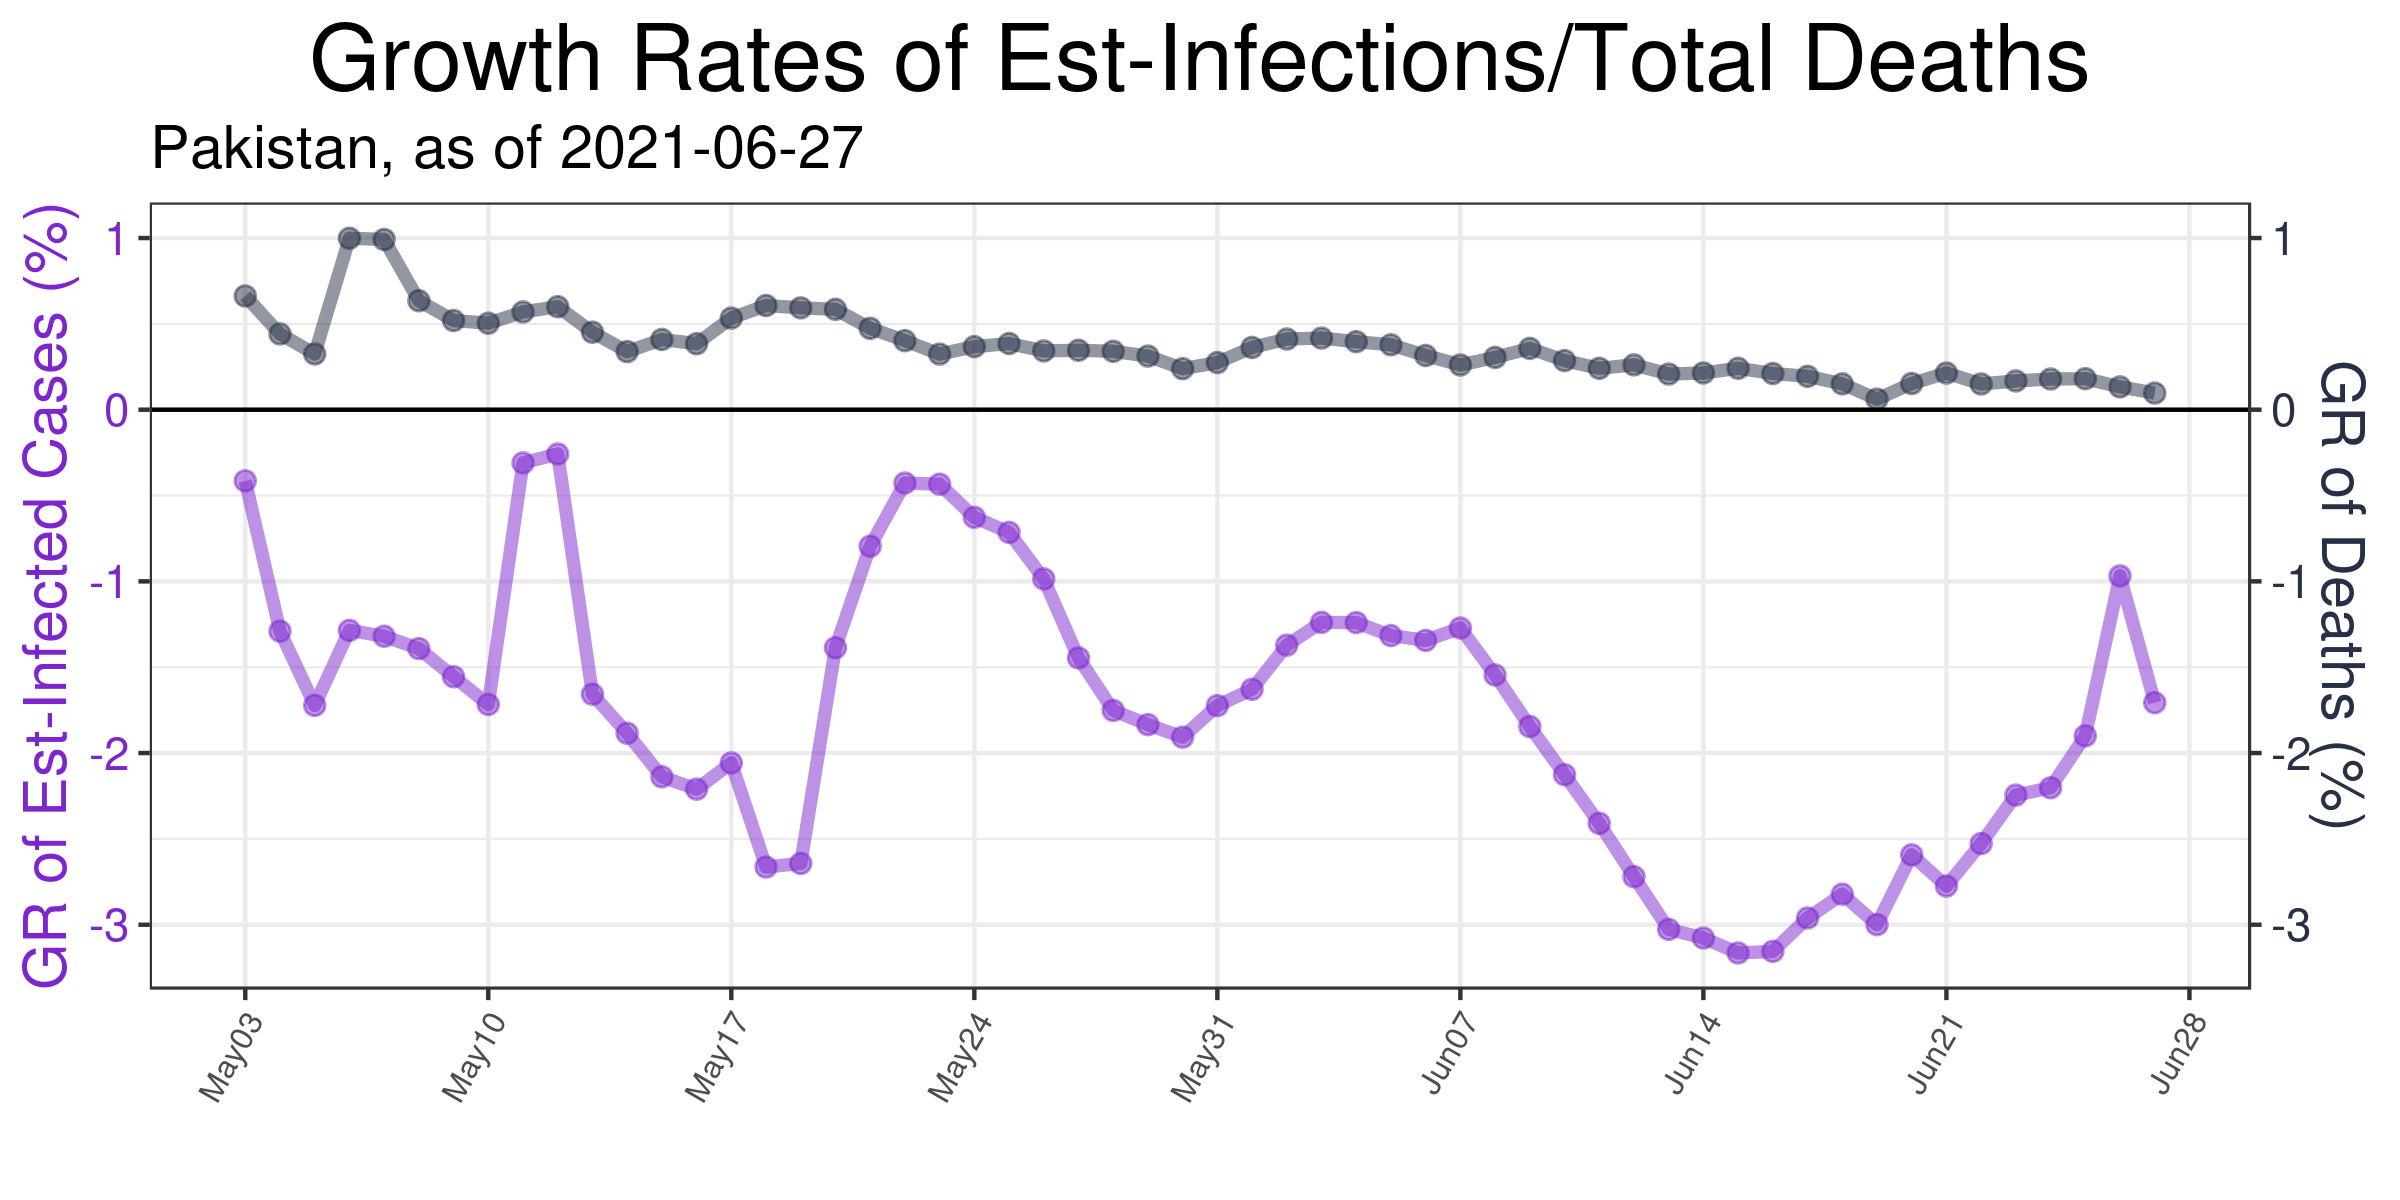 Growth Rates of Est-Infections/Total Deaths
Pakistan, as of 2021-06-27
GR of Est-Infected Cases (%)
1
0
-1
-2
-3
1
0
-1
-2
-3
GR of Deaths (%)
May03
May10
May17
May24
May31
Jun07
Jun14
Jun21
Jun28